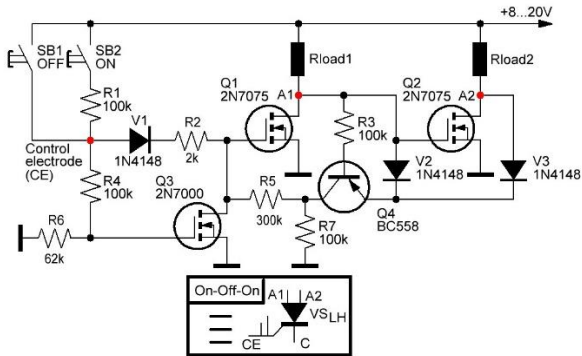 +8...20V
SB1
OFF
SB2
ON
R1
100k
Control
electrode
(CE)
V1
1N4148
R2
2k
R4
100k
R6
62k
Q3
2N7000
Q1
2N7075
A1
Rload1
R3
100k
R5
300k
R7
100k
Q4
BC558
V2
1N4148
Q2
2N7075
A2
Rload2
V3
1N4148
On-Off-On
A1 A2
VSLH
CE
C